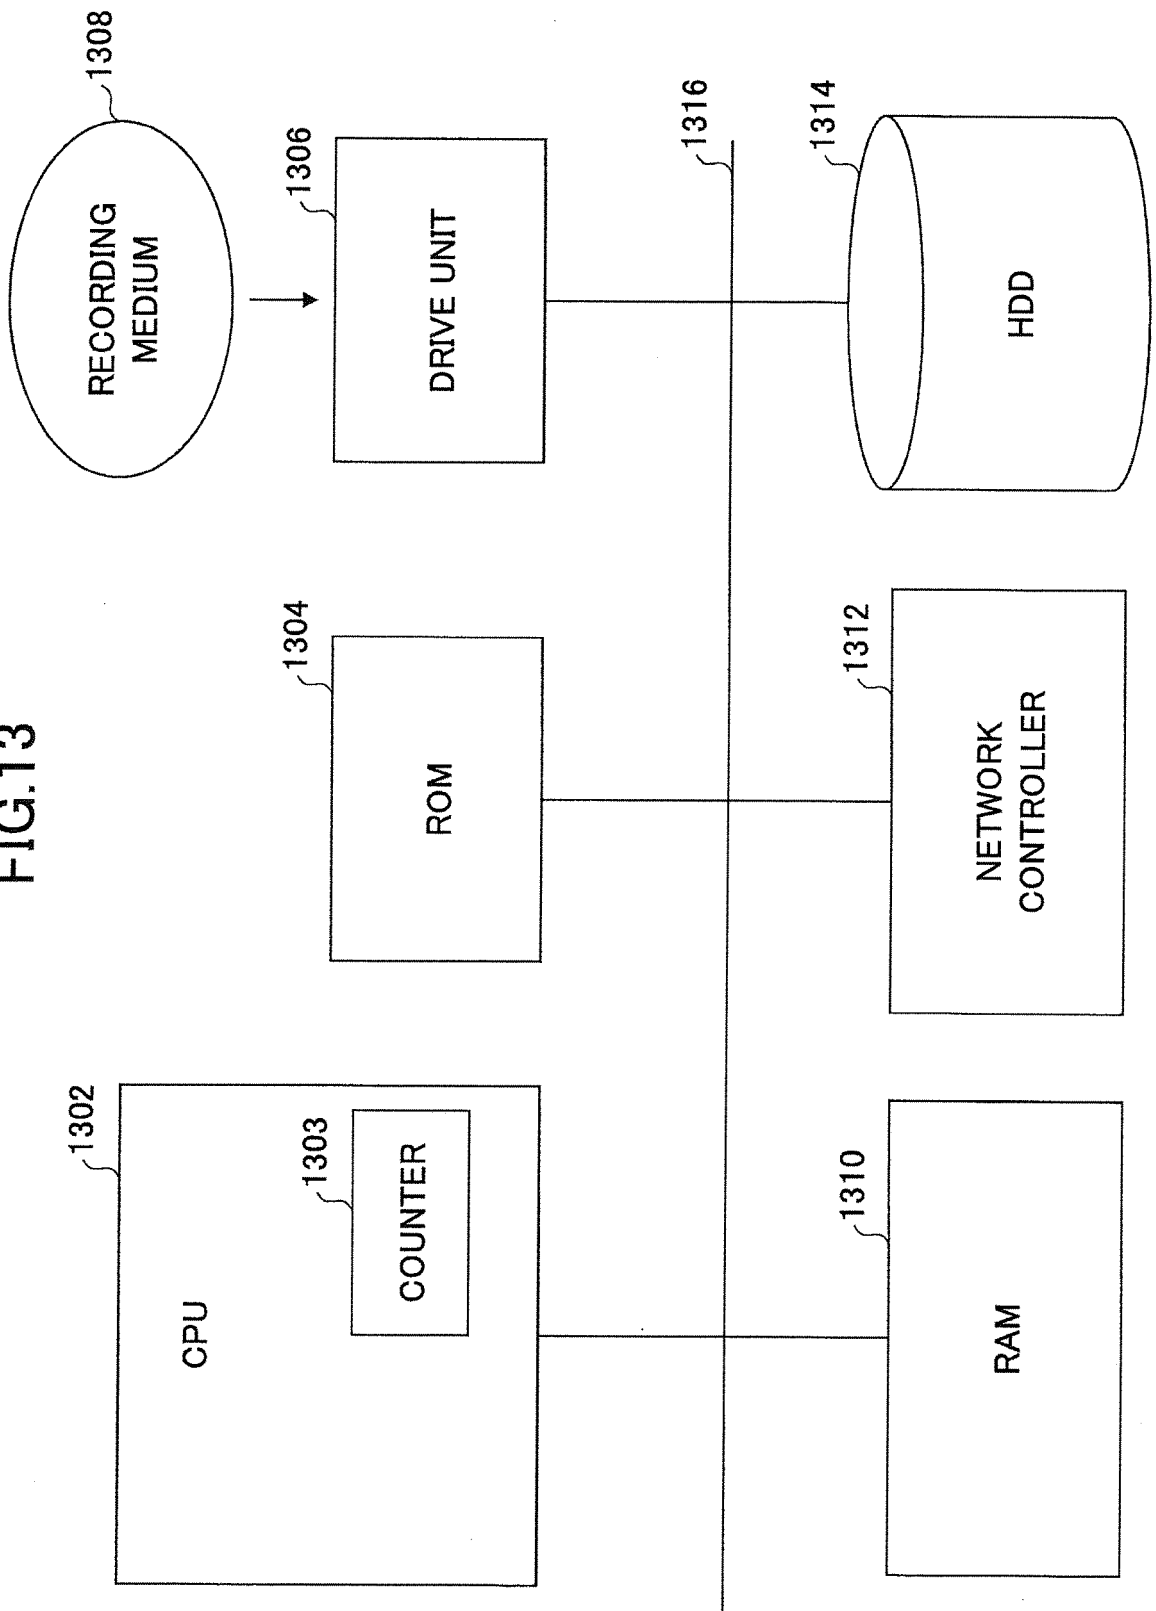 FIG.13
1302
CPU
1303
COUNTER
1304
ROM
1308
RECORDING
MEDIUM
1306
DRIVE UNIT
1316
1310
RAM
1312
NETWORK
CONTROLLER
1314
HDD